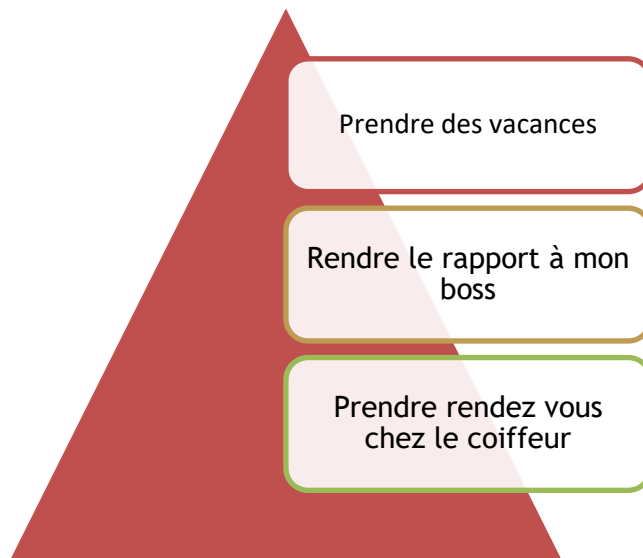 Prendre des vacances
Rendre le rapport à mon
boss
Prendre rendez vous
chez le coiffeur